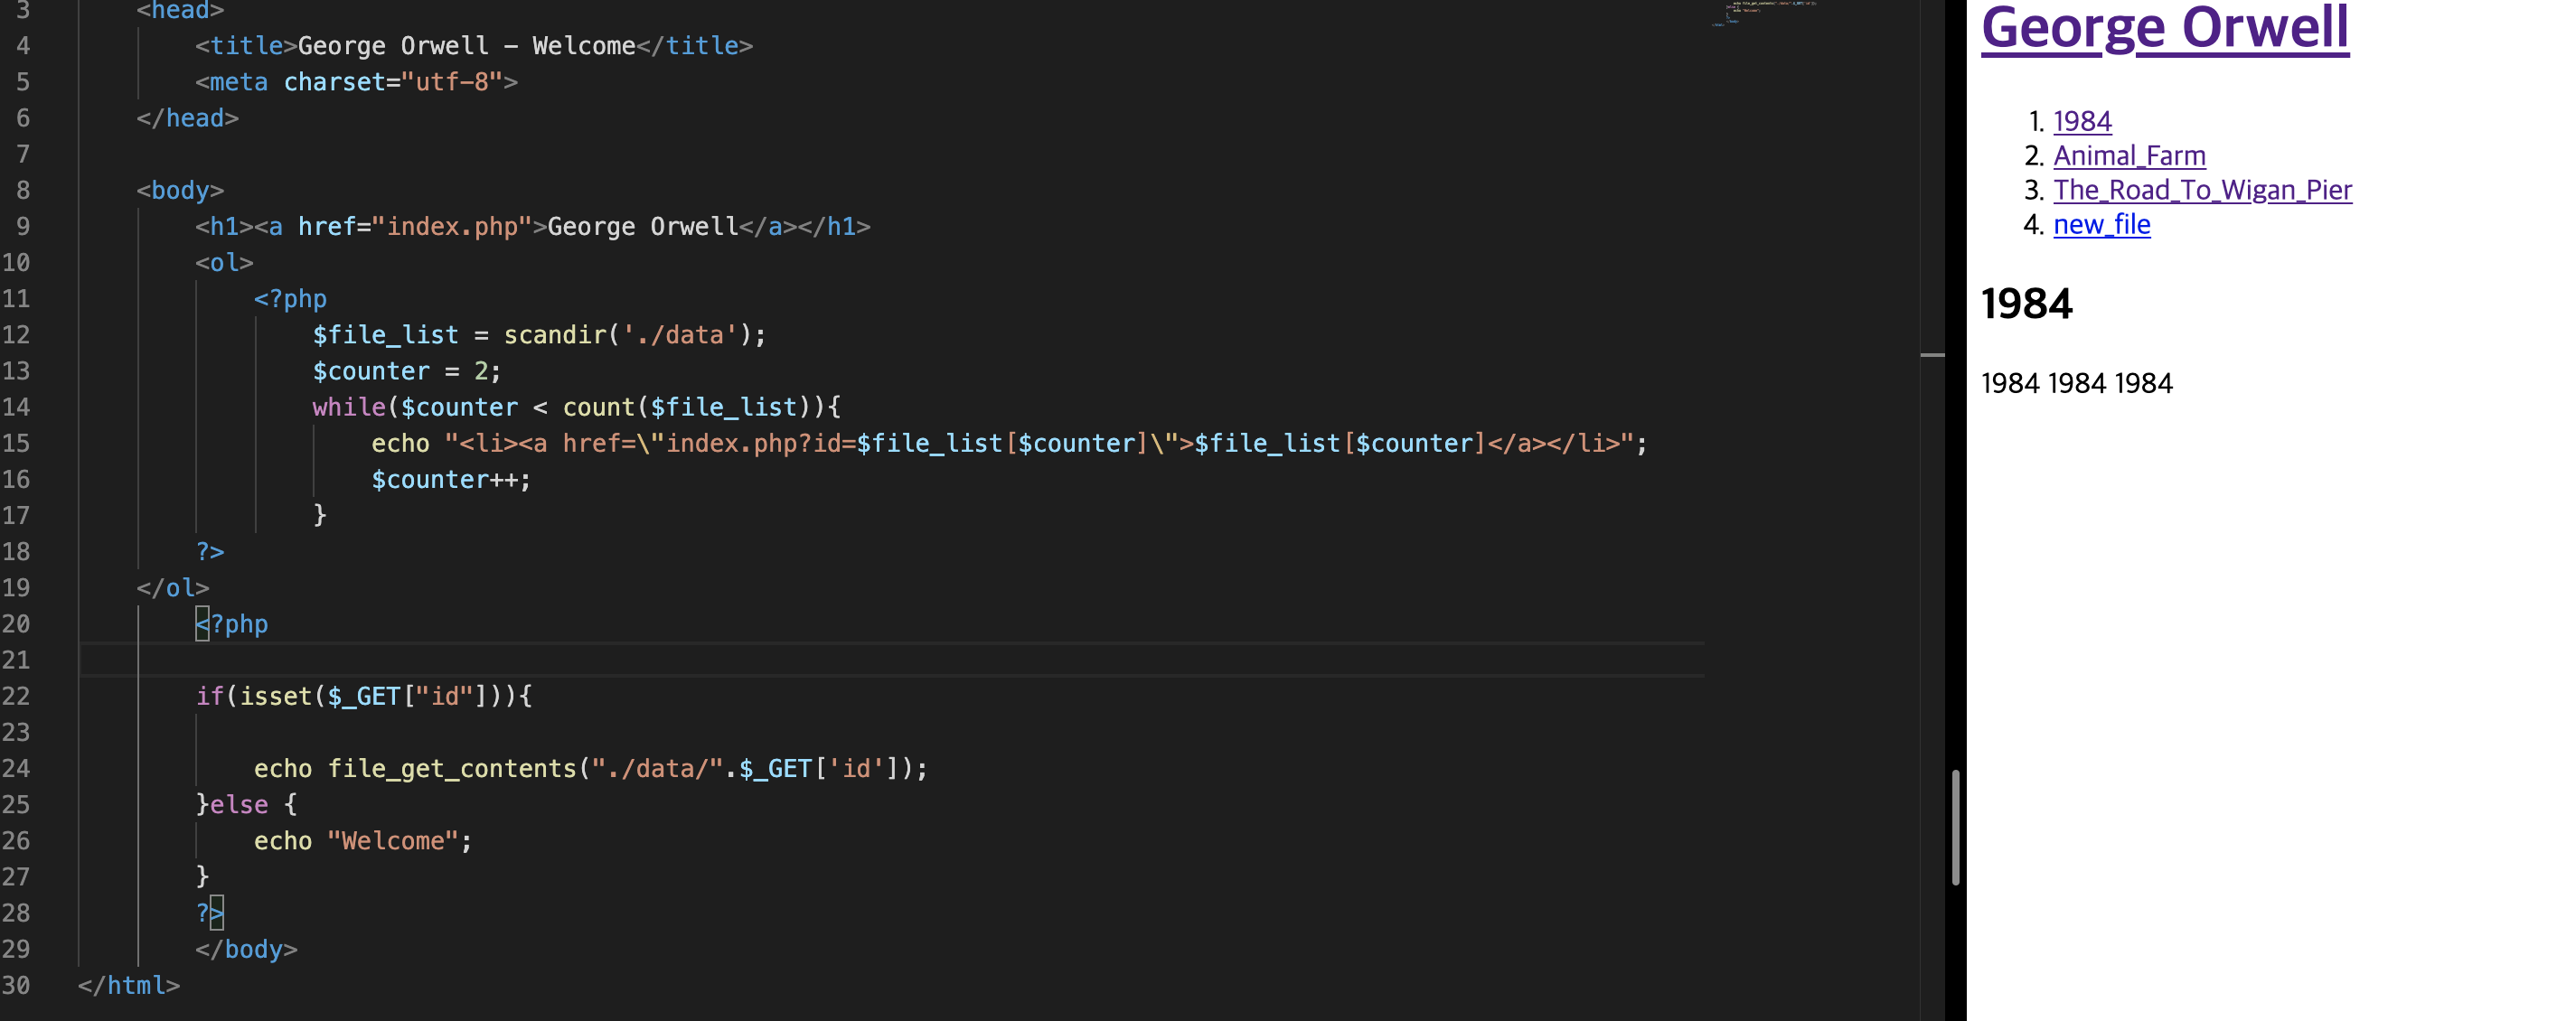 3 <head>
4 <title>George Orwell - Welcome</title>
5 <meta charset="utf-8">
6 </head>
7
8 <body>
9 <h1><a href="index.php">George Orwell</a></h1>
10 <ol>
11 <?php
12 $file_list = scandir('./data');
13 $counter = 2;
14 while($counter < count($file_list)){
15 echo "<li><a href=\"index.php?id=$file_list[$counter]\">$file_list[$counter]</a></li>";
16 $counter++;
17 }
18 ?>
19 </ol>
20 <?php
21
22 if(isset($_GET["id"])){
23
24 echo file_get_contents("./data/".$_GET['id']);
25 }else {
26 echo "Welcome";
27 }
28 ?>
29 </body>
30 </html>
George Orwell
1. 1984
2. Animal_Farm
3. The_Road_To_Wigan_Pier
4. new_file
1984
1984 1984 1984